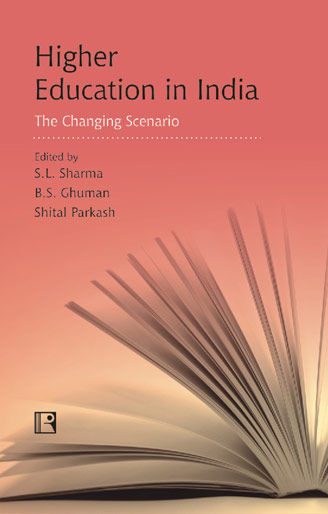 Higher
Education in India
The Changing Scenario
Edited by
S.L. Sharma
B.S. Ghuman
Shital Parkash
R